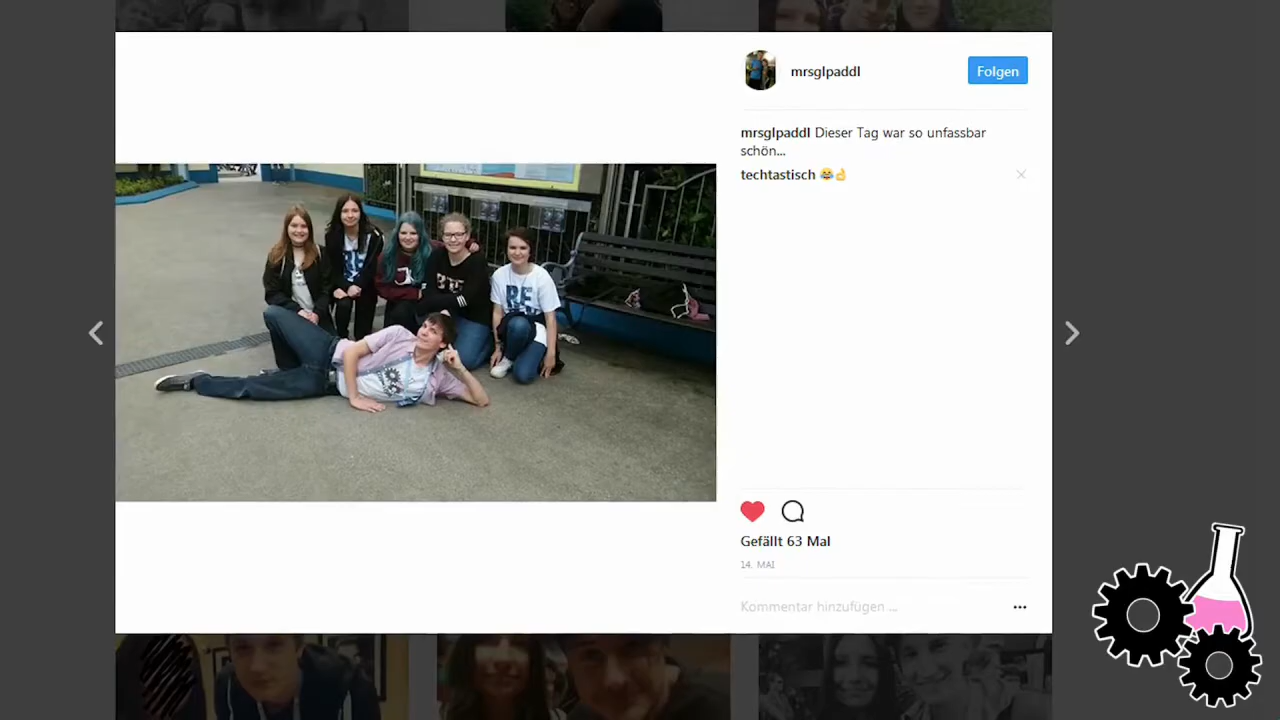 mrsglpaddl
Folgen
mrsglpaddl Dieser Tag war so unfassbar
schön...
techtastisch 😂👌
Gefällt 63 Mal
14. MAI
Kommentar hinzufügen ...